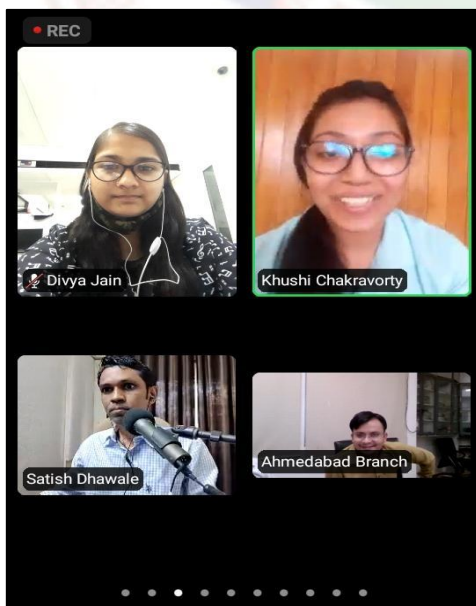 REC
Divya Jain
Khushi Chakravorty
Satish Dhawale
Ahmedabad Branch